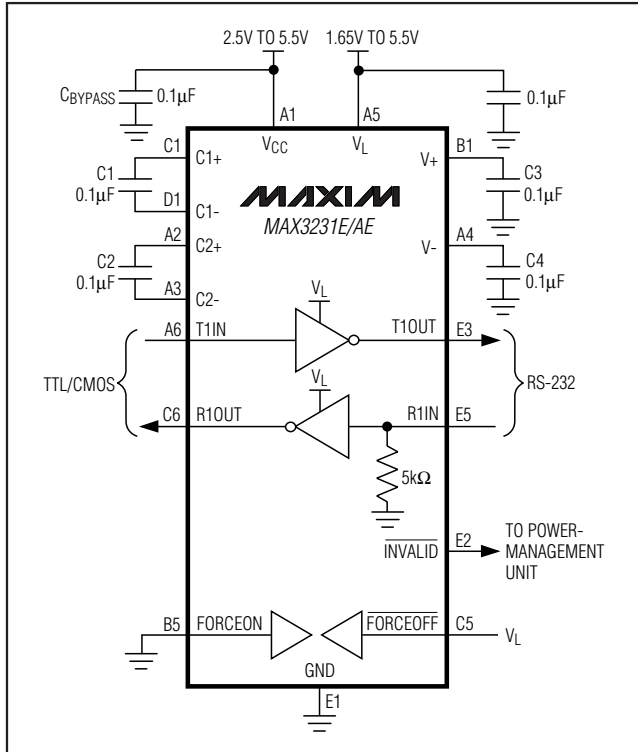 2.5V TO 5.5V
1.65V TO 5.5V
CBYPASS
0.1µF
0.1µF
A1
A5
VCC
VL
C1
C1+
V+
B1
C1
0.1µF
C3
0.1µF
MAXIM
MAX3231E/AE
D1
C1-
A2
C2+
V-
A4
C2
0.1µF
C4
0.1µF
A3
C2-
VL
A6
T1IN
T1OUT
E3
TTL/CMOS
RS-232
VL
C6
R1OUT
R1IN
E5
5kΩ
INVALID
E2
TO POWER-
MANAGEMENT
UNIT
B5
FORCEON
FORCEOFF
C5
VL
GND
E1